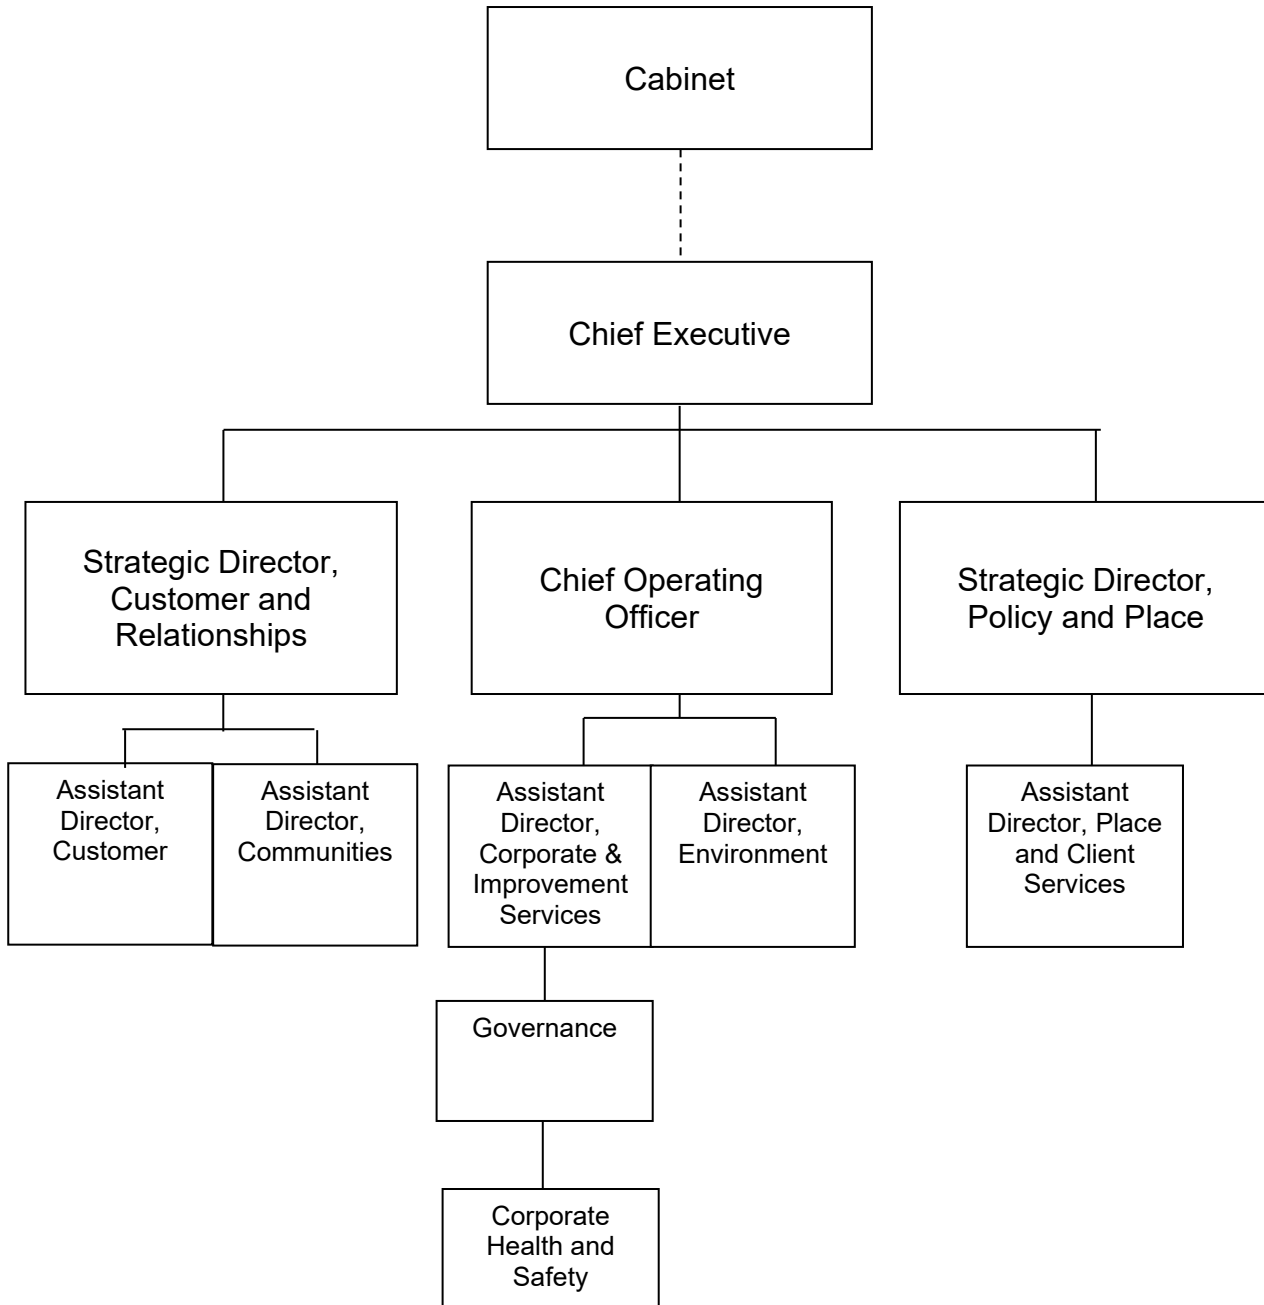 Cabinet
Chief Executive
Strategic Director,
Customer and
Relationships
Chief Operating
Officer
Strategic Director,
Policy and Place
Assistant
Director,
Customer
Assistant
Director,
Communities
Assistant
Director,
Corporate &
Improvement
Services
Assistant
Director,
Environment
Assistant
Director, Place
and Client
Services
Governance
Corporate
Health and
Safety